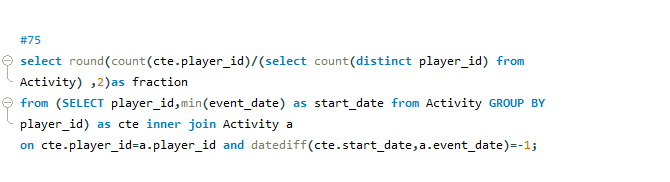 #75
select round(count(cte.player_id)/(select count(distinct player_id) from
Activity) ,2)as fraction
from (SELECT player_id,min(event_date) as start_date from Activity GROUP BY
player_id) as cte inner join Activity a
on cte.player_id=a.player_id and datediff(cte.start_date,a.event_date)=-1;